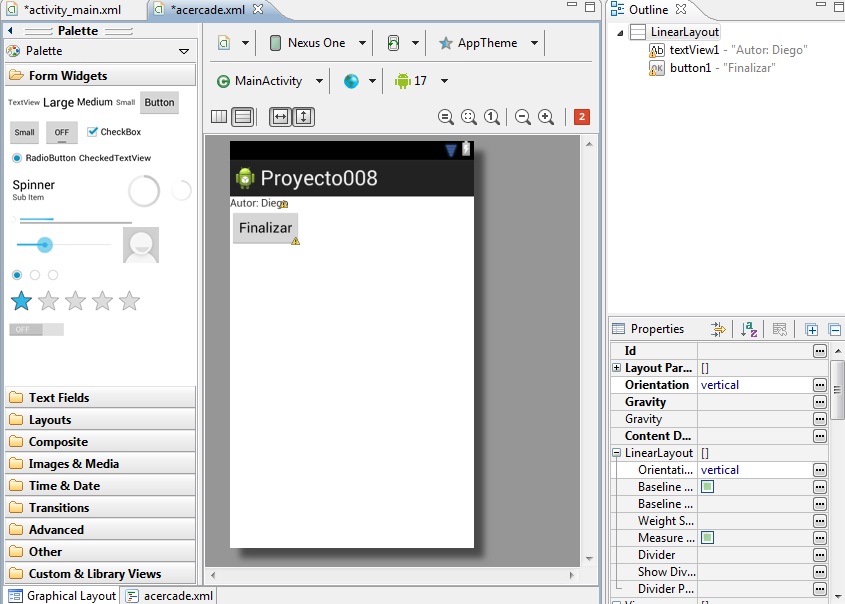 *activity_main.xml
*acercade.xml
Palette
Palette
Form Widgets
TextView Large Medium Small Button
Small OFF CheckBox
RadioButton CheckedTextView
Spinner
Sub Item
OFF
Text Fields
Layouts
Composite
Images & Media
Time & Date
Transitions
Advanced
Other
Custom & Library Views
Graphical Layout
acercade.xml
Nexus One
AppTheme
MainActivity
17
2
Proyecto008
Autor: Diego
Finalizar
Outline
LinearLayout
Ab textView1 - "Autor: Diego"
OK button1 - "Finalizar"
Properties
Id
Layout Par... []
Orientation vertical
Gravity
Gravity
Content D...
LinearLayout []
Orientati... vertical
Baseline ...
Baseline ...
Weight S...
Measure ...
Divider
Show Div...
Divider P...